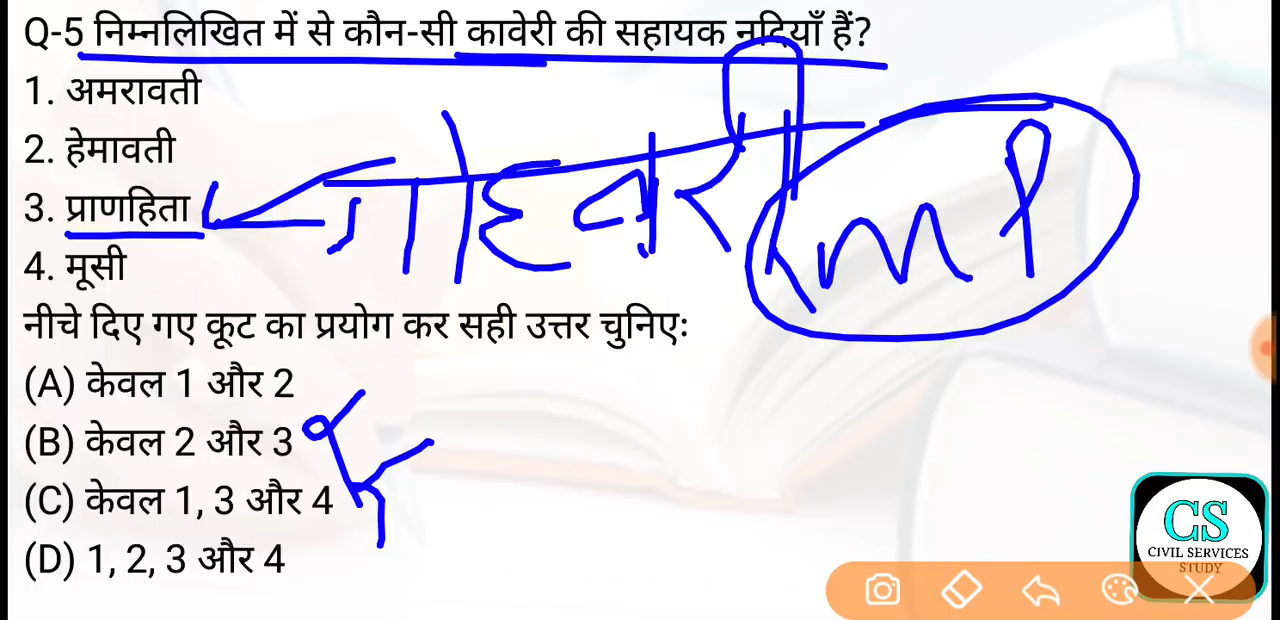 Q-5 निम्नलिखित में से कौन-सी कावेरी की सहायक नदियाँ हैं?
1. अमरावती
2. हेमावती
3. प्राणहिता
गोदावरी
Imp
4. मूसी
नीचे दिए गए कूट का प्रयोग कर सही उत्तर चुनिएः
(A) केवल 1 और 2
(B) केवल 2 और 3
(C) केवल 1, 3 और 4
(D) 1, 2, 3 और 4
CS
CIVIL SERVICES
STUDY